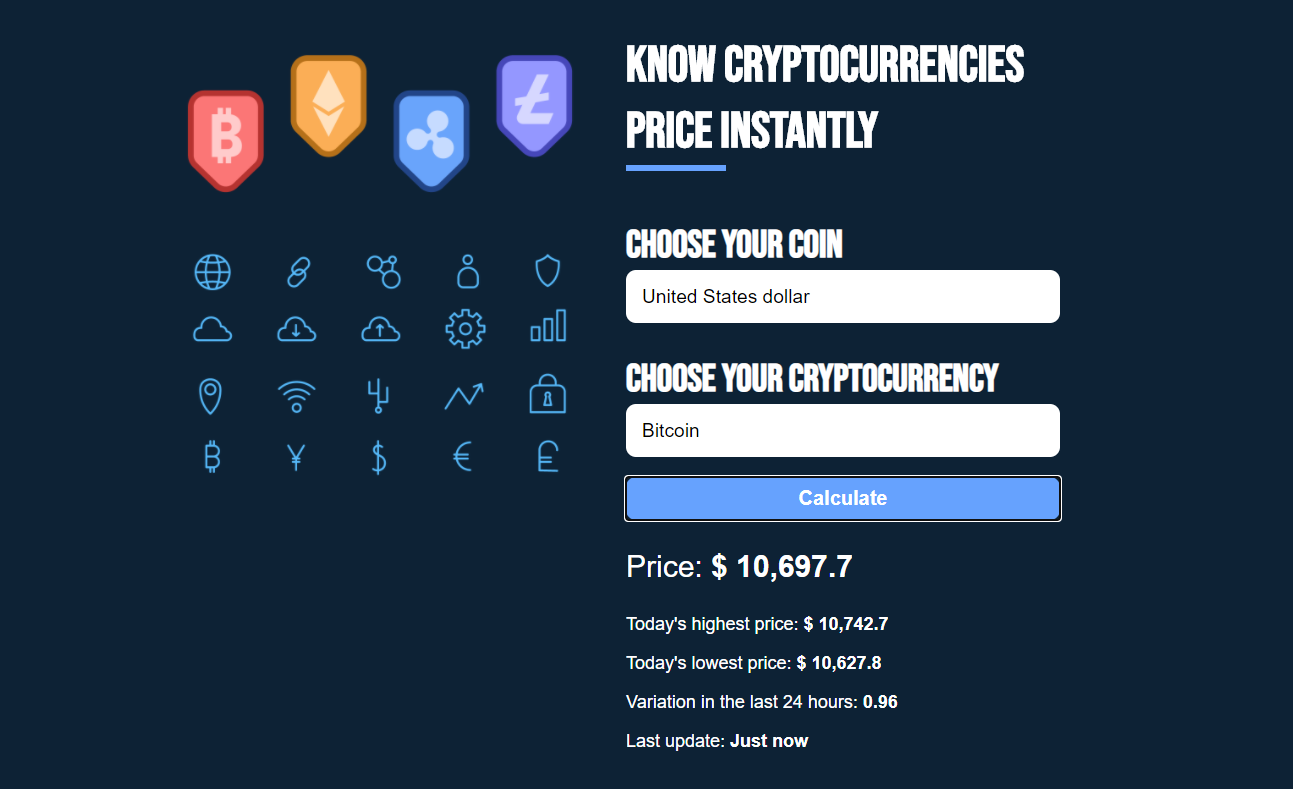 KNOW CRYPTOCURRENCIES
PRICE INSTANTLY
CHOOSE YOUR COIN
United States dollar
CHOOSE YOUR CRYPTOCURRENCY
Bitcoin
Calculate
Price: $ 10,697.7
Today's highest price: $ 10,742.7
Today's lowest price: $ 10,627.8
Variation in the last 24 hours: 0.96
Last update: Just now